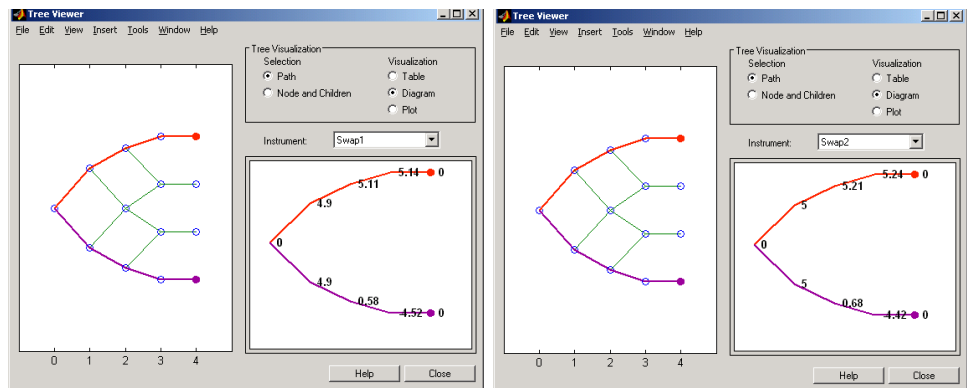 Tree Viewer
File Edit View Insert Tools Window Help
Tree Visualization
Selection Visualization
Path Table
Node and Children Diagram
Plot
Instrument: Swap1
5.14 0
5.11
4.9
0
4.9
0.58
-4.52 0
0 1 2 3 4
Help Close
Tree Viewer
File Edit View Insert Tools Window Help
Tree Visualization
Selection Visualization
Path Table
Node and Children Diagram
Plot
Instrument: Swap2
5.24 0
5.21
5
0
5
0.68
-4.42 0
0 1 2 3 4
Help Close